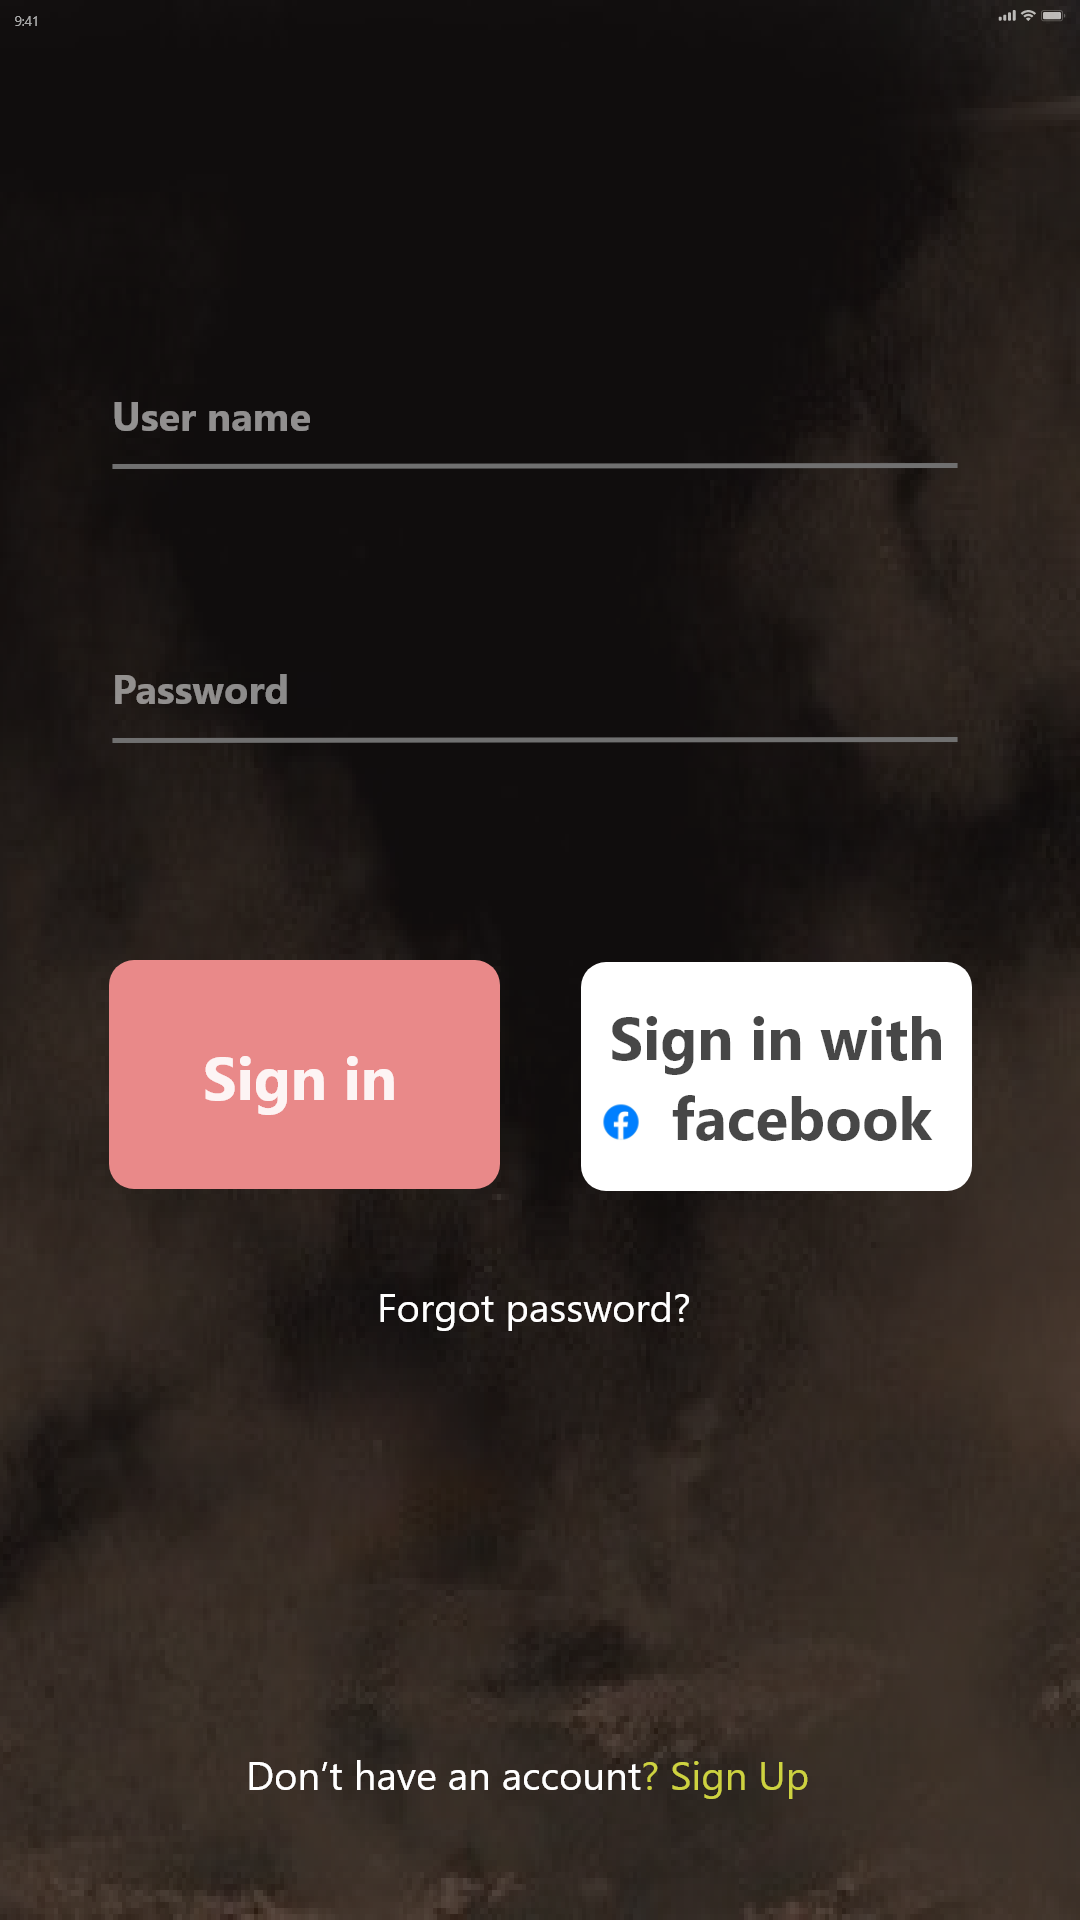 9:41
User name
Password
Sign in
Sign in with
facebook
Forgot password?
Don’t have an account? Sign Up